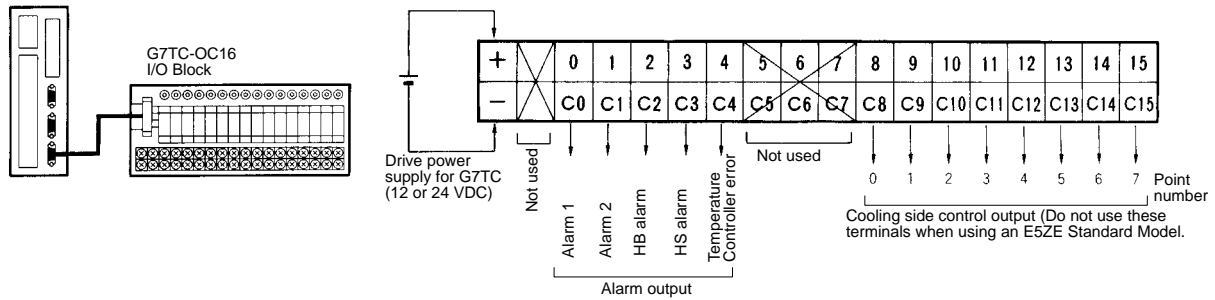 G7TC-OC16
I/O Block
+ 0 1 2 3 4 5 6 7 8 9 10 11 12 13 14 15
− C0 C1 C2 C3 C4 C5 C6 C7 C8 C9 C10 C11 C12 C13 C14 C15
Drive power
supply for G7TC
(12 or 24 VDC)
Not used
Alarm 1
Alarm 2
HB alarm
HS alarm
Temperature
Controller error
Alarm output
Not used
0 1 2 3 4 5 6 7 Point
number
Cooling side control output (Do not use these
terminals when using an E5ZE Standard Model.